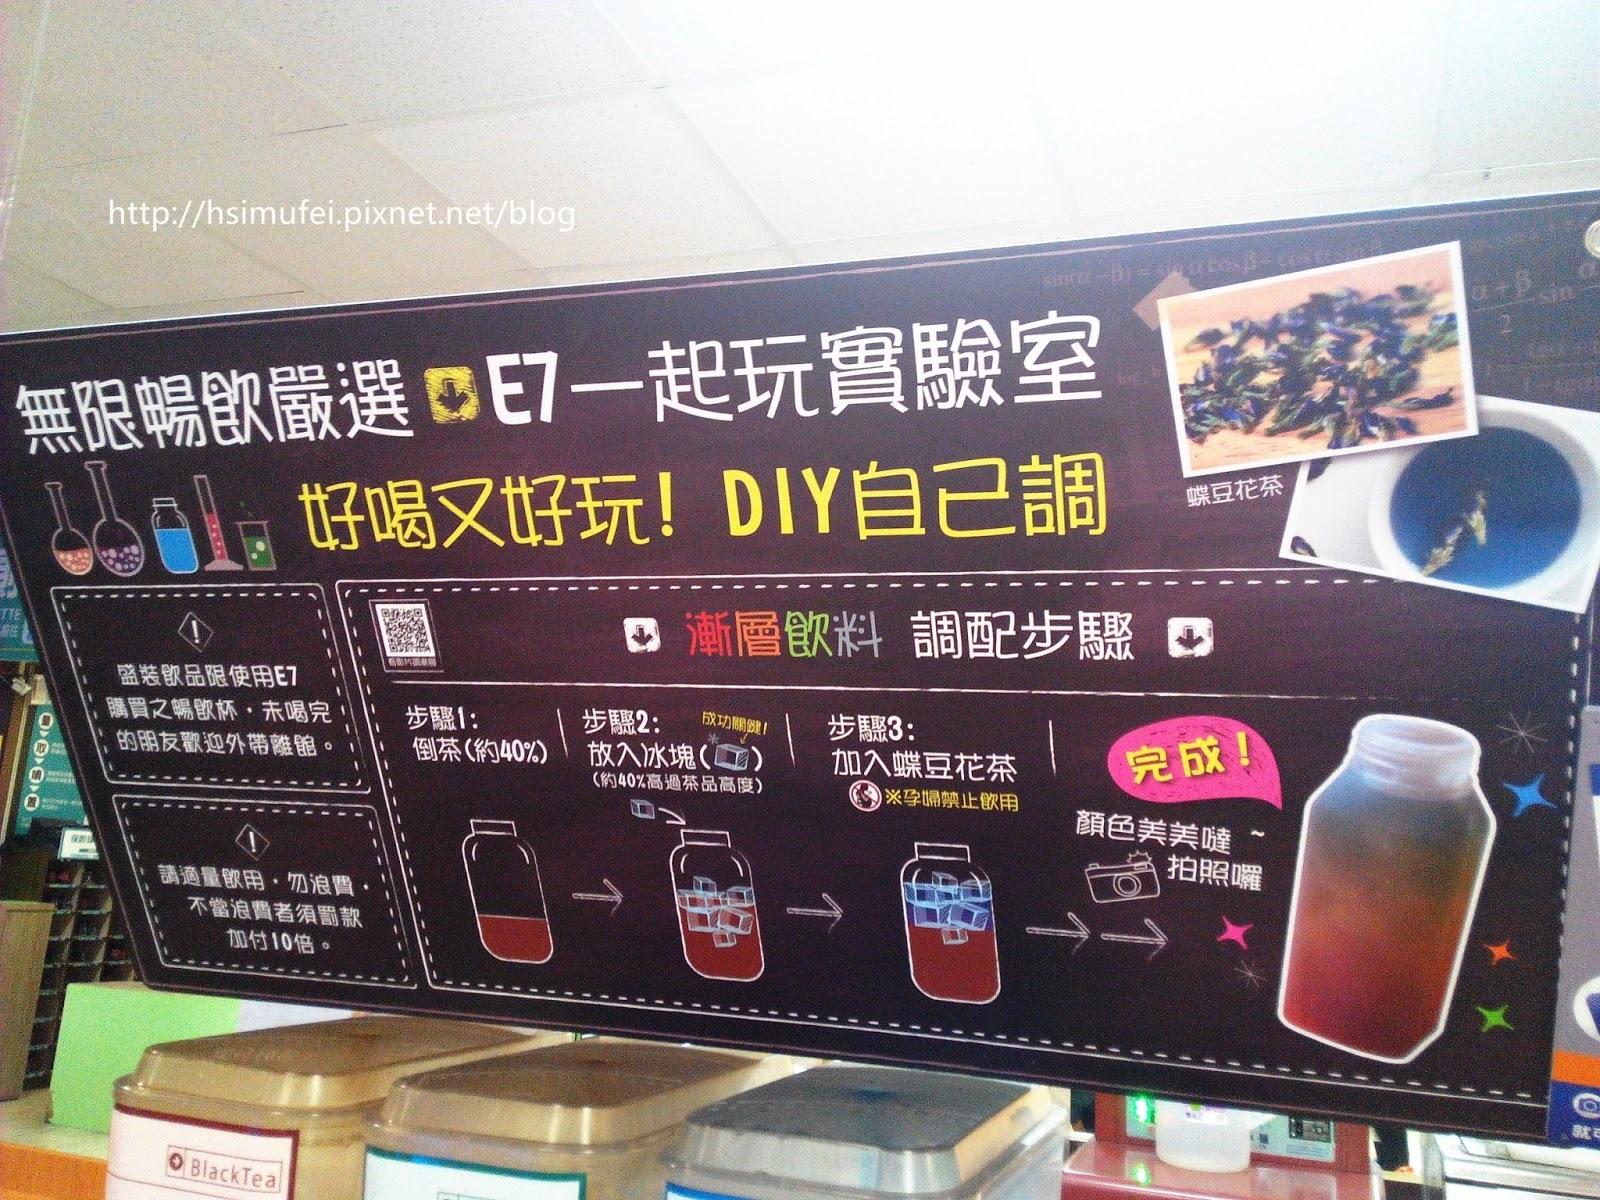 http://hsimufei.pixnet.net/blog
無限暢飲嚴選 E7一起玩實驗室
好喝又好玩! DIY自己調
蝶豆花茶
!
盛裝飲品限使用E7
購買之暢飲杯，未喝完
的朋友歡迎外帶離館。
!
請適量飲用，勿浪費，
不當浪費者須罰款
加付10倍。
漸層飲料 調配步驟
步驟1:
倒茶(約40%)
步驟2:
成功關鍵!
放入冰塊( )
(約40%高過茶品高度)
步驟3:
加入蝶豆花茶
※孕婦禁止飲用
完成!
顏色美美噠~
拍照囉
BlackTea